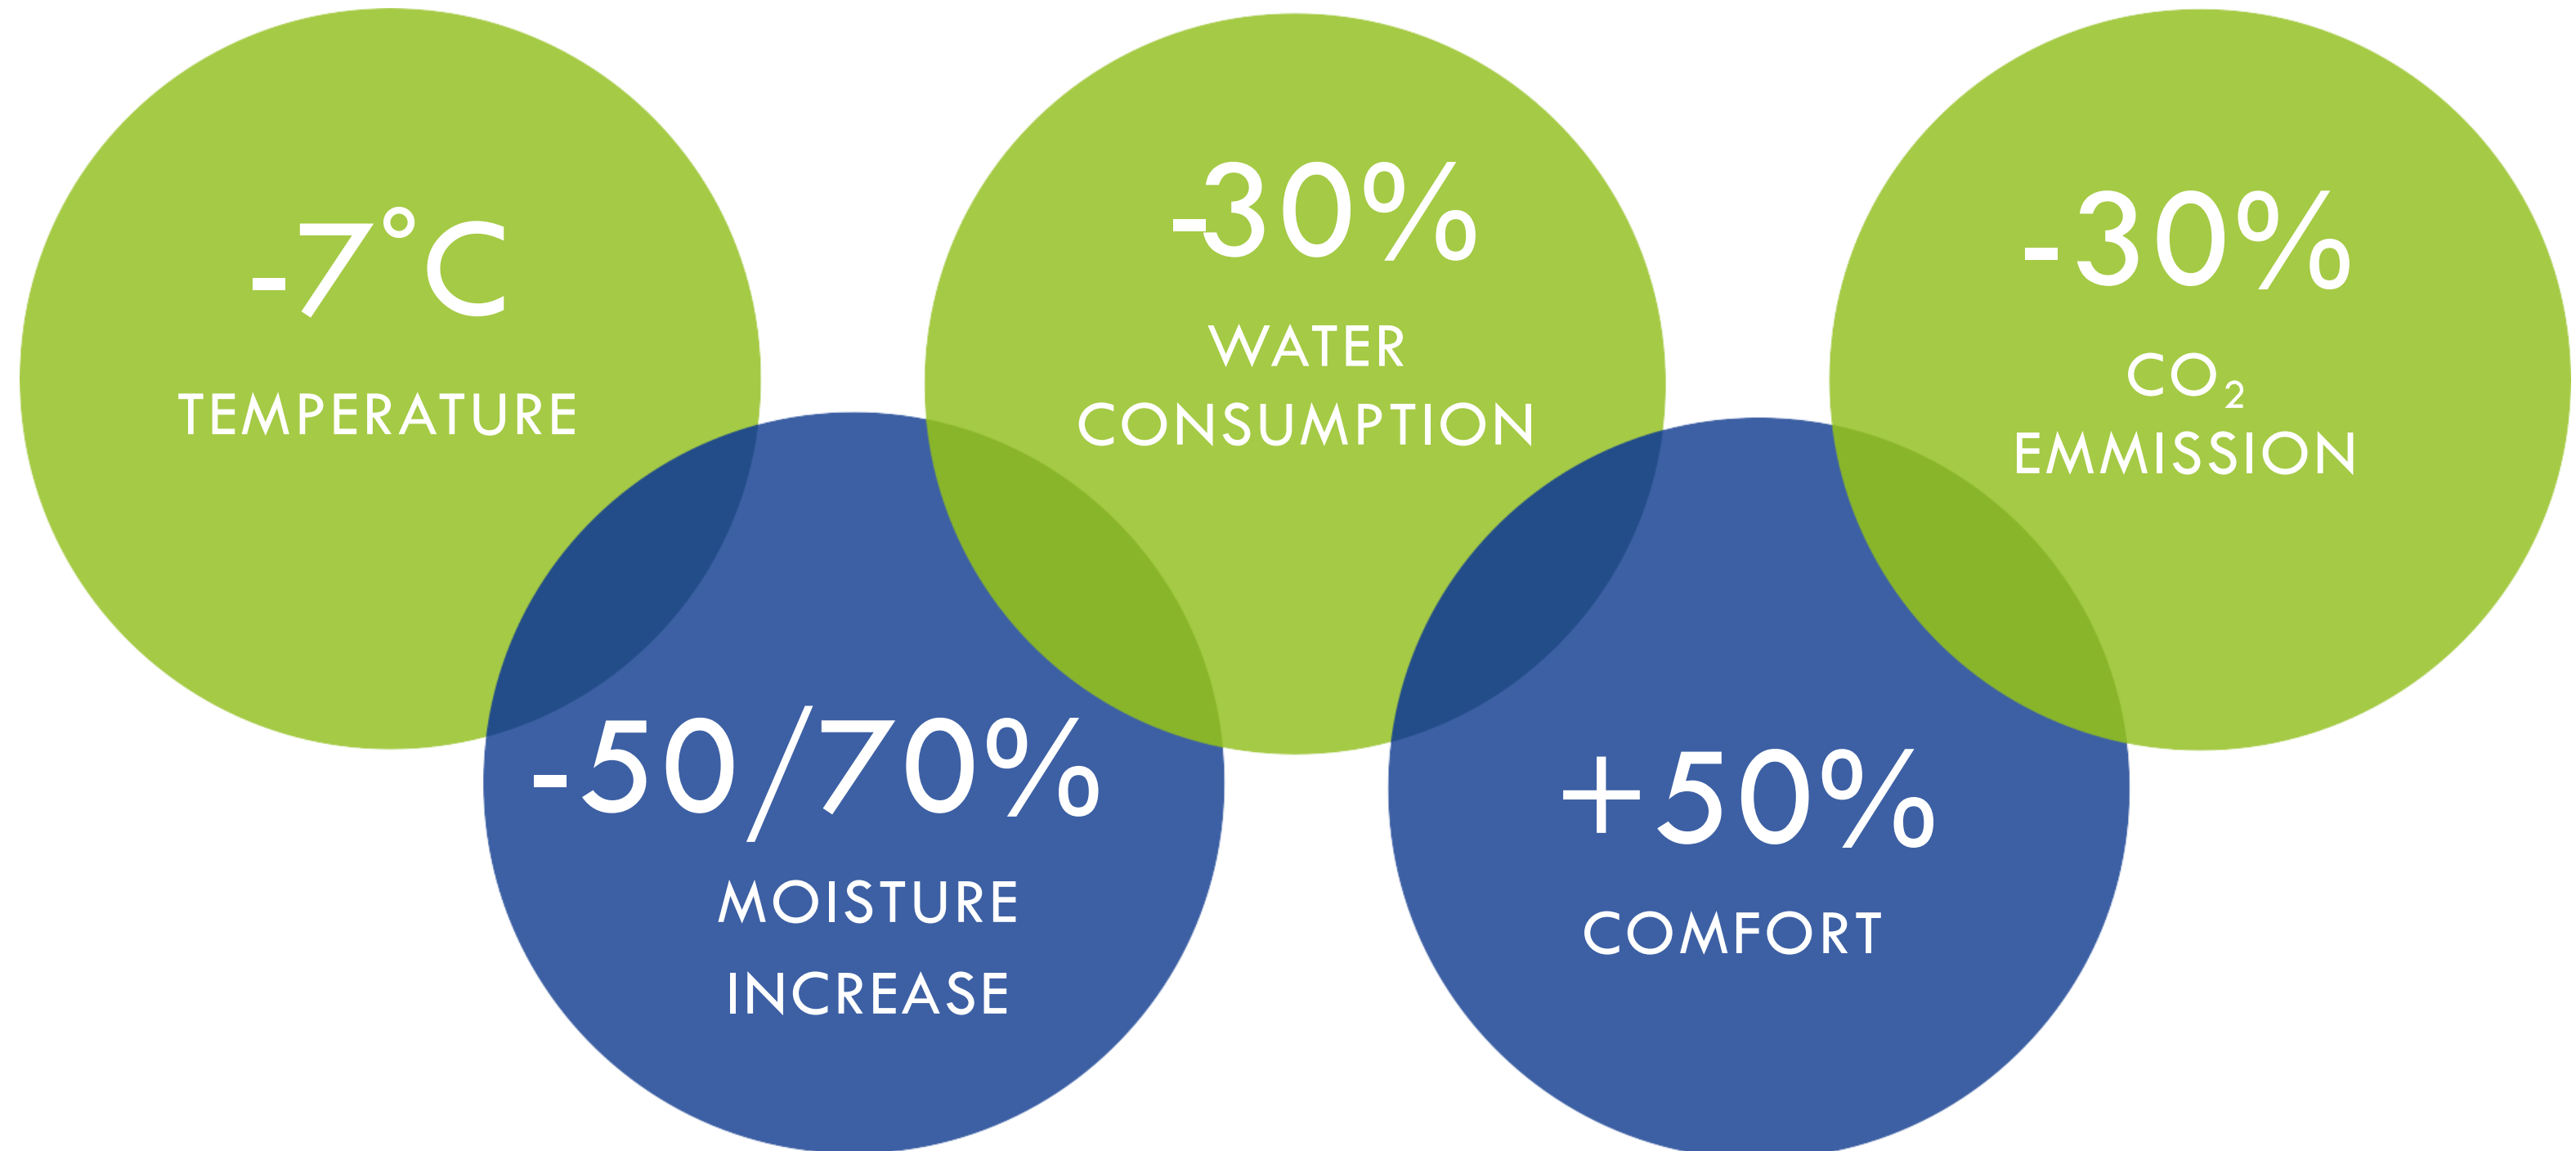 -7°C
TEMPERATURE
-50/70%
MOISTURE
INCREASE
-30%
WATER
CONSUMPTION
+50%
COMFORT
-30%
CO₂
EMMISSION